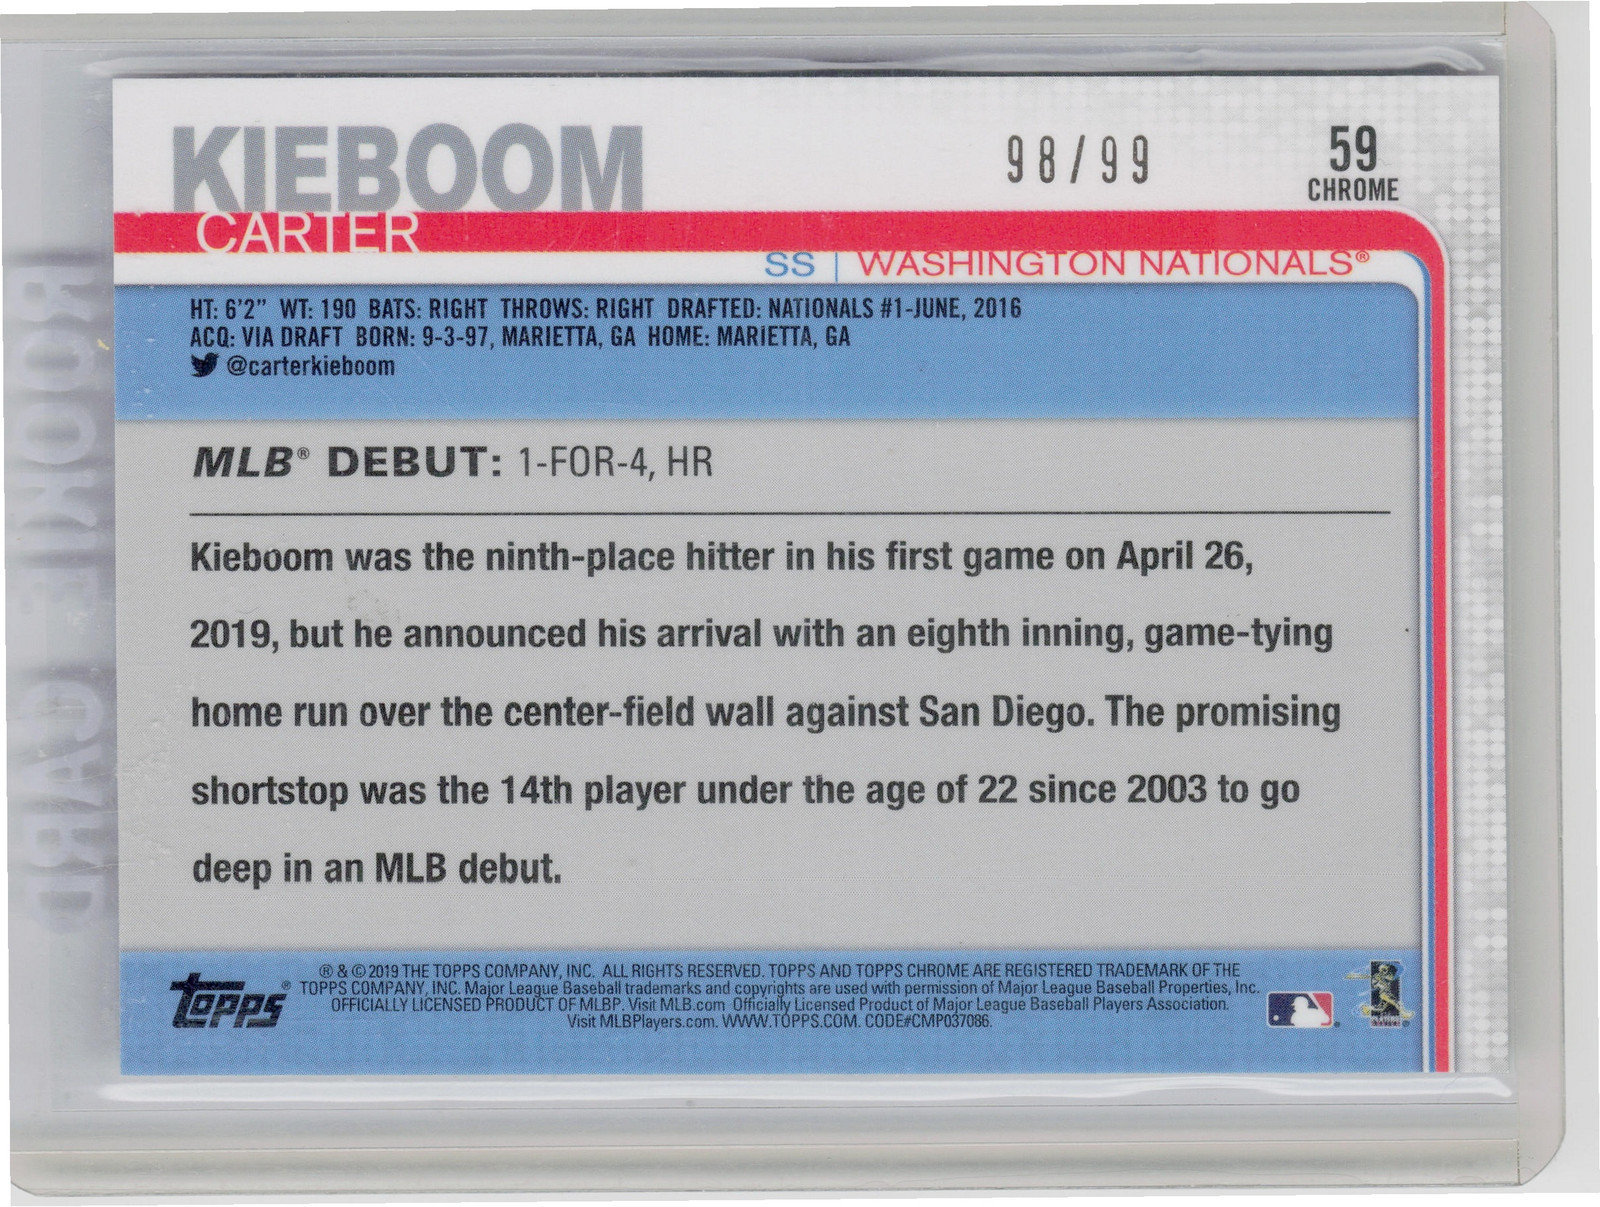 KIEBOOM
98/99
59
CHROME
CARTER
SS | WASHINGTON NATIONALS®
HT: 6'2" WT: 190 BATS: RIGHT THROWS: RIGHT DRAFTED: NATIONALS #1-JUNE, 2016
ACQ: VIA DRAFT BORN: 9-3-97, MARIETTA, GA HOME: MARIETTA, GA
@carterkieboom
MLB® DEBUT: 1-FOR-4, HR
Kieboom was the ninth-place hitter in his first game on April 26,
2019, but he announced his arrival with an eighth inning, game-tying
home run over the center-field wall against San Diego. The promising
shortstop was the 14th player under the age of 22 since 2003 to go
deep in an MLB debut.
topps®
® & © 2019 THE TOPPS COMPANY, INC. ALL RIGHTS RESERVED. TOPPS AND TOPPS CHROME ARE REGISTERED TRADEMARK OF THE
TOPPS COMPANY, INC. Major League Baseball trademarks and copyrights are used with permission of Major League Baseball Properties, Inc.
OFFICIALLY LICENSED PRODUCT OF MLBP. Visit MLB.com Officially Licensed Product of Major League Baseball Players Association.
Visit MLBPlayers.com. WWW.TOPPS.COM. CODE#CMP037086.
ROOKIE CARD